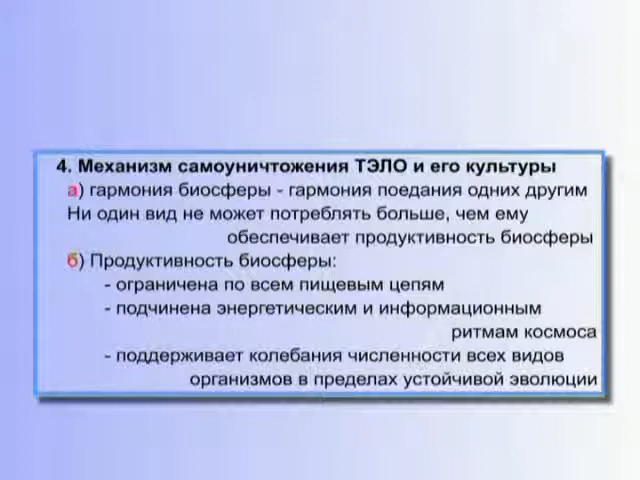 4. Механизм самоуничтожения ТЭЛО и его культуры
а) гармония биосферы - гармония поедания одних другим
Ни один вид не может потреблять больше, чем ему
обеспечивает продуктивность биосферы
б) Продуктивность биосферы:
- ограничена по всем пищевым цепям
- подчинена энергетическим и информационным
ритмам космоса
- поддерживает колебания численности всех видов
организмов в пределах устойчивой эволюции